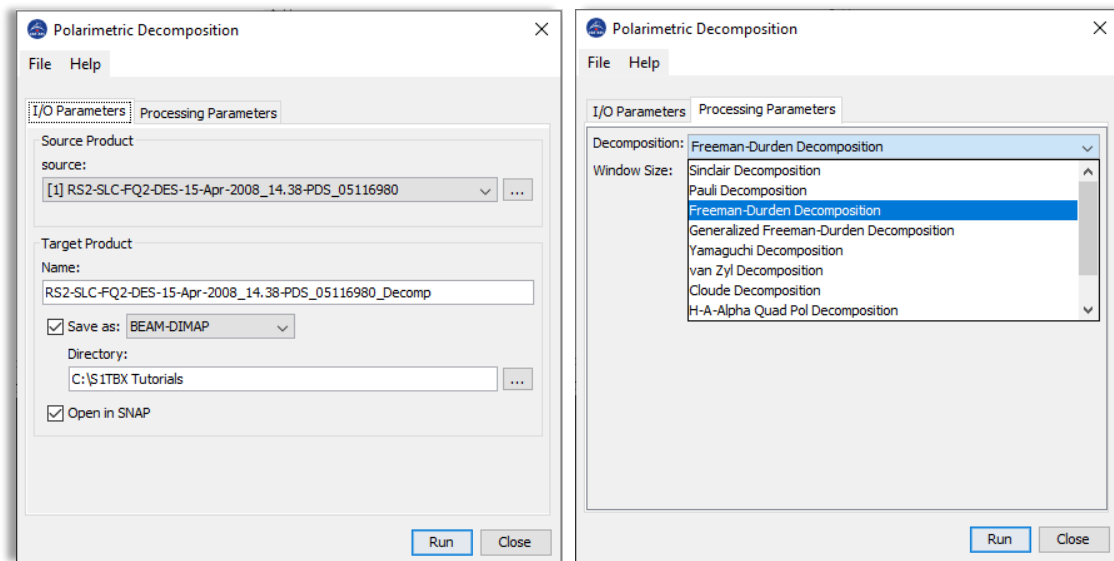 Polarimetric Decomposition
File Help
I/O Parameters Processing Parameters
Source Product
source:
[1] RS2-SLC-FQ2-DES-15-Apr-2008_14.38-PDS_05116980 ...
Target Product
Name:
RS2-SLC-FQ2-DES-15-Apr-2008_14.38-PDS_05116980_Decomp
Save as: BEAM-DIMAP
Directory:
C:\S1TBX Tutorials ...
Open in SNAP
Run Close
Polarimetric Decomposition
File Help
I/O Parameters Processing Parameters
Decomposition: Freeman-Durden Decomposition
Window Size: Sinclair Decomposition
Pauli Decomposition
Freeman-Durden Decomposition
Generalized Freeman-Durden Decomposition
Yamaguchi Decomposition
van Zyl Decomposition
Cloude Decomposition
H-A-Alpha Quad Pol Decomposition
Run Close